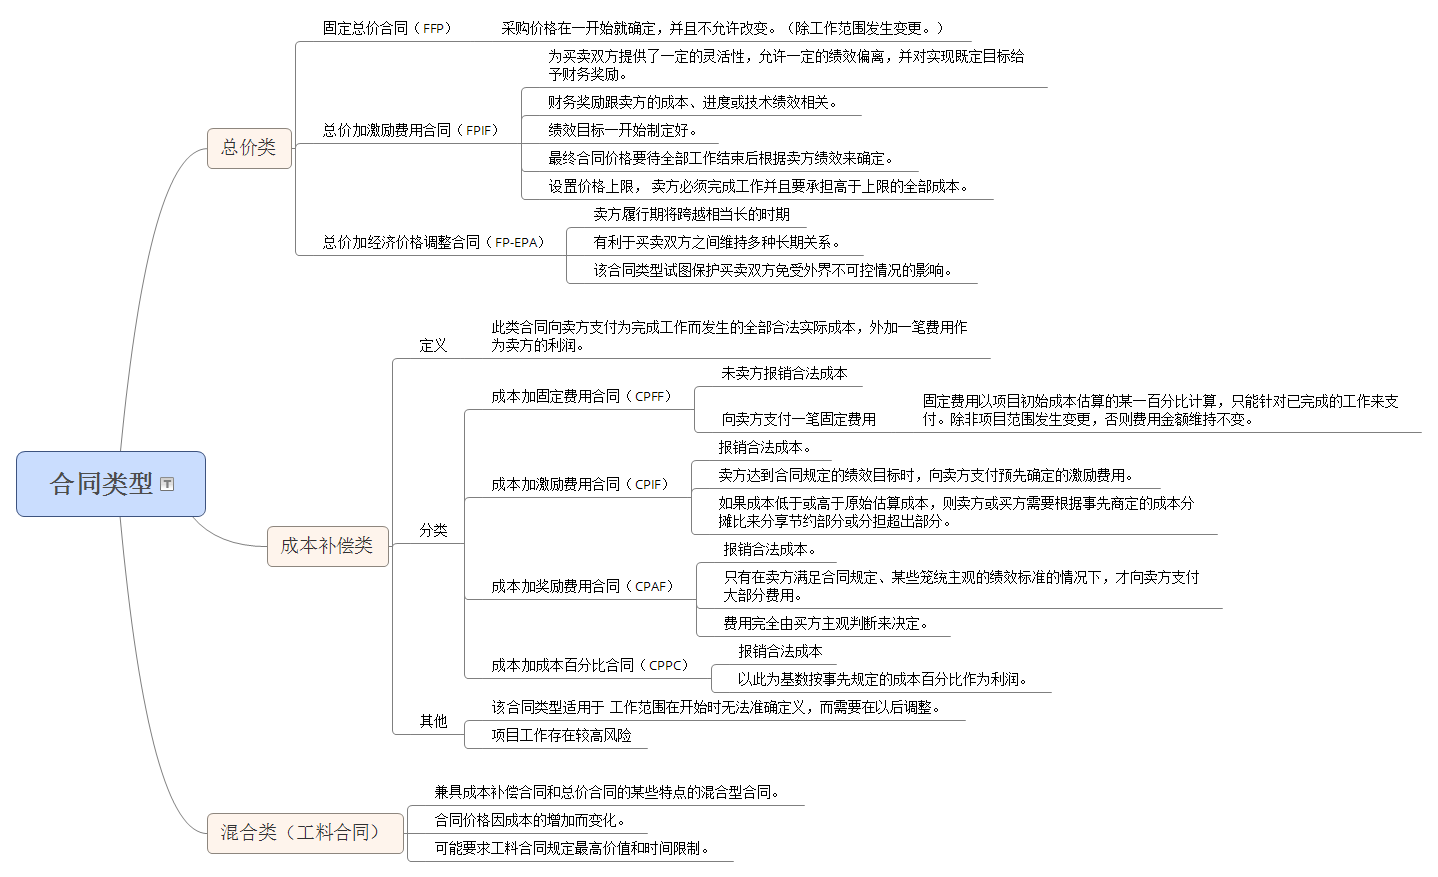 合同类型
总价类
固定总价合同（FFP）
采购价格在一开始就确定，并且不允许改变。（除工作范围发生变更。）
总价加激励费用合同（FPIF）
为买卖双方提供了一定的灵活性，允许一定的绩效偏离，并对实现既定目标给
予财务奖励。
财务奖励跟卖方的成本、进度或技术绩效相关。
绩效目标一开始制定好。
最终合同价格要待全部工作结束后根据卖方绩效来确定。
设置价格上限， 卖方必须完成工作并且要承担高于上限的全部成本。
总价加经济价格调整合同（FP-EPA）
卖方履行期将跨越相当长的时期
有利于买卖双方之间维持多种长期关系。
该合同类型试图保护买卖双方免受外界不可控情况的影响。
成本补偿类
定义
此类合同向卖方支付为完成工作而发生的全部合法实际成本，外加一笔费用作
为卖方的利润。
分类
成本加固定费用合同（CPFF）
未卖方报销合法成本
向卖方支付一笔固定费用
固定费用以项目初始成本估算的某一百分比计算，只能针对已完成的工作来支
付。除非项目范围发生变更，否则费用金额维持不变。
成本加激励费用合同（CPIF）
报销合法成本。
卖方达到合同规定的绩效目标时，向卖方支付预先确定的激励费用。
如果成本低于或高于原始估算成本，则卖方或买方需要根据事先商定的成本分
摊比来分享节约部分或分担超出部分。
成本加奖励费用合同（CPAF）
报销合法成本。
只有在卖方满足合同规定、某些笼统主观的绩效标准的情况下，才向卖方支付
大部分费用。
费用完全由买方主观判断来决定。
成本加成本百分比合同（CPPC）
报销合法成本
以此为基数按事先规定的成本百分比作为利润。
其他
该合同类型适用于 工作范围在开始时无法准确定义，而需要在以后调整。
项目工作存在较高风险
混合类（工料合同）
兼具成本补偿合同和总价合同的某些特点的混合型合同。
合同价格因成本的增加而变化。
可能要求工料合同规定最高价值和时间限制。